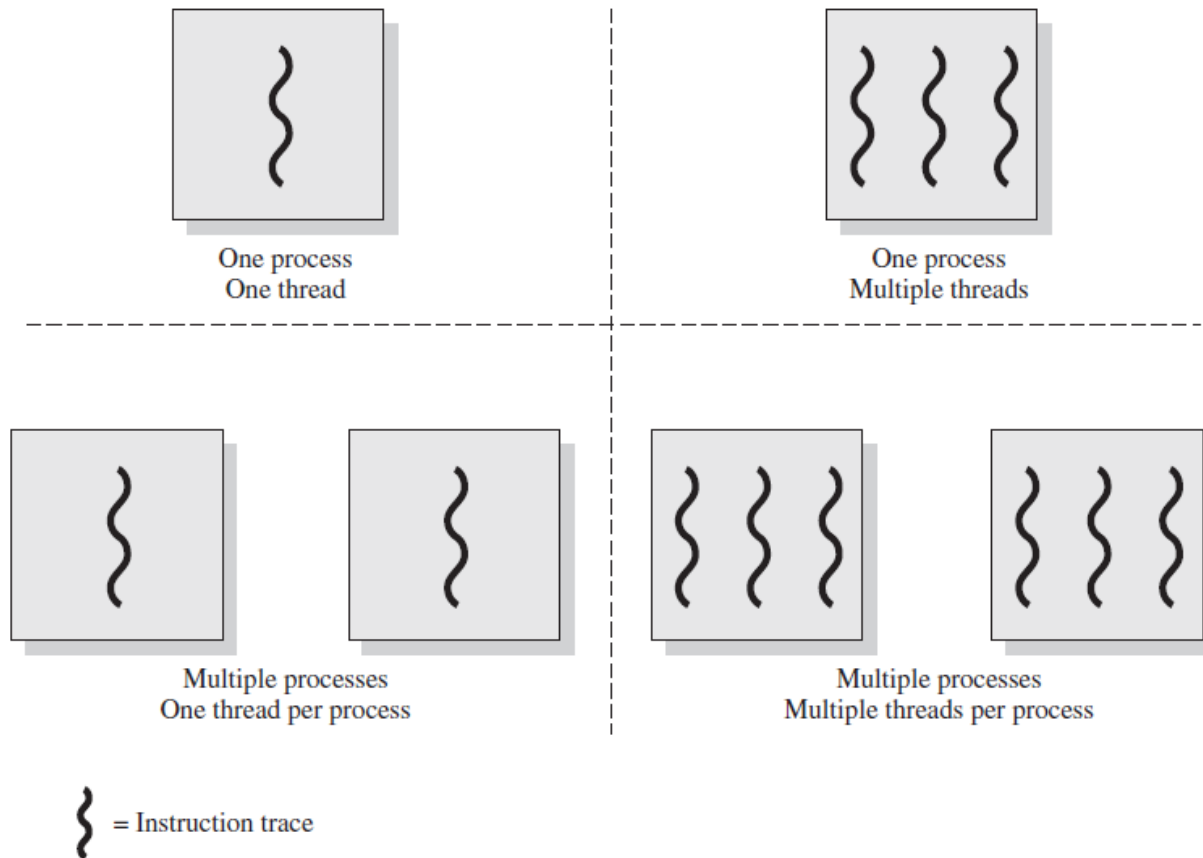 One process
One thread
One process
Multiple threads
Multiple processes
One thread per process
Multiple processes
Multiple threads per process
= Instruction trace